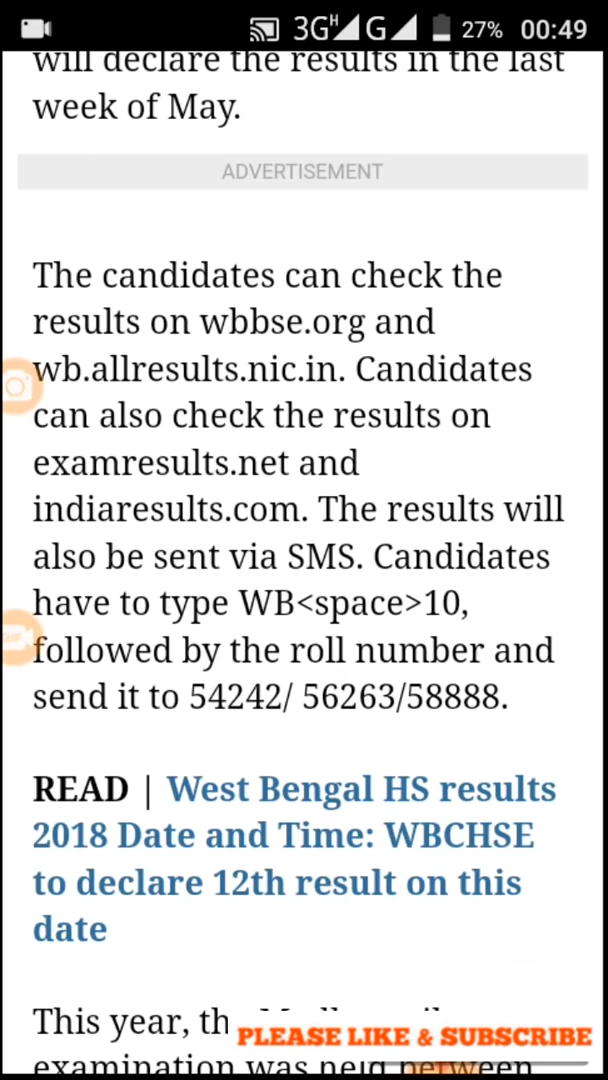 3G H G 27% 00:49
will declare the results in the last
week of May.
ADVERTISEMENT
The candidates can check the
results on wbbse.org and
wb.allresults.nic.in. Candidates
can also check the results on
examresults.net and
indiaresults.com. The results will
also be sent via SMS. Candidates
have to type WB<space>10,
followed by the roll number and
send it to 54242/ 56263/58888.
READ | West Bengal HS results
2018 Date and Time: WBCHSE
to declare 12th result on this
date
This year, th
PLEASE LIKE & SUBSCRIBE
examination was held between